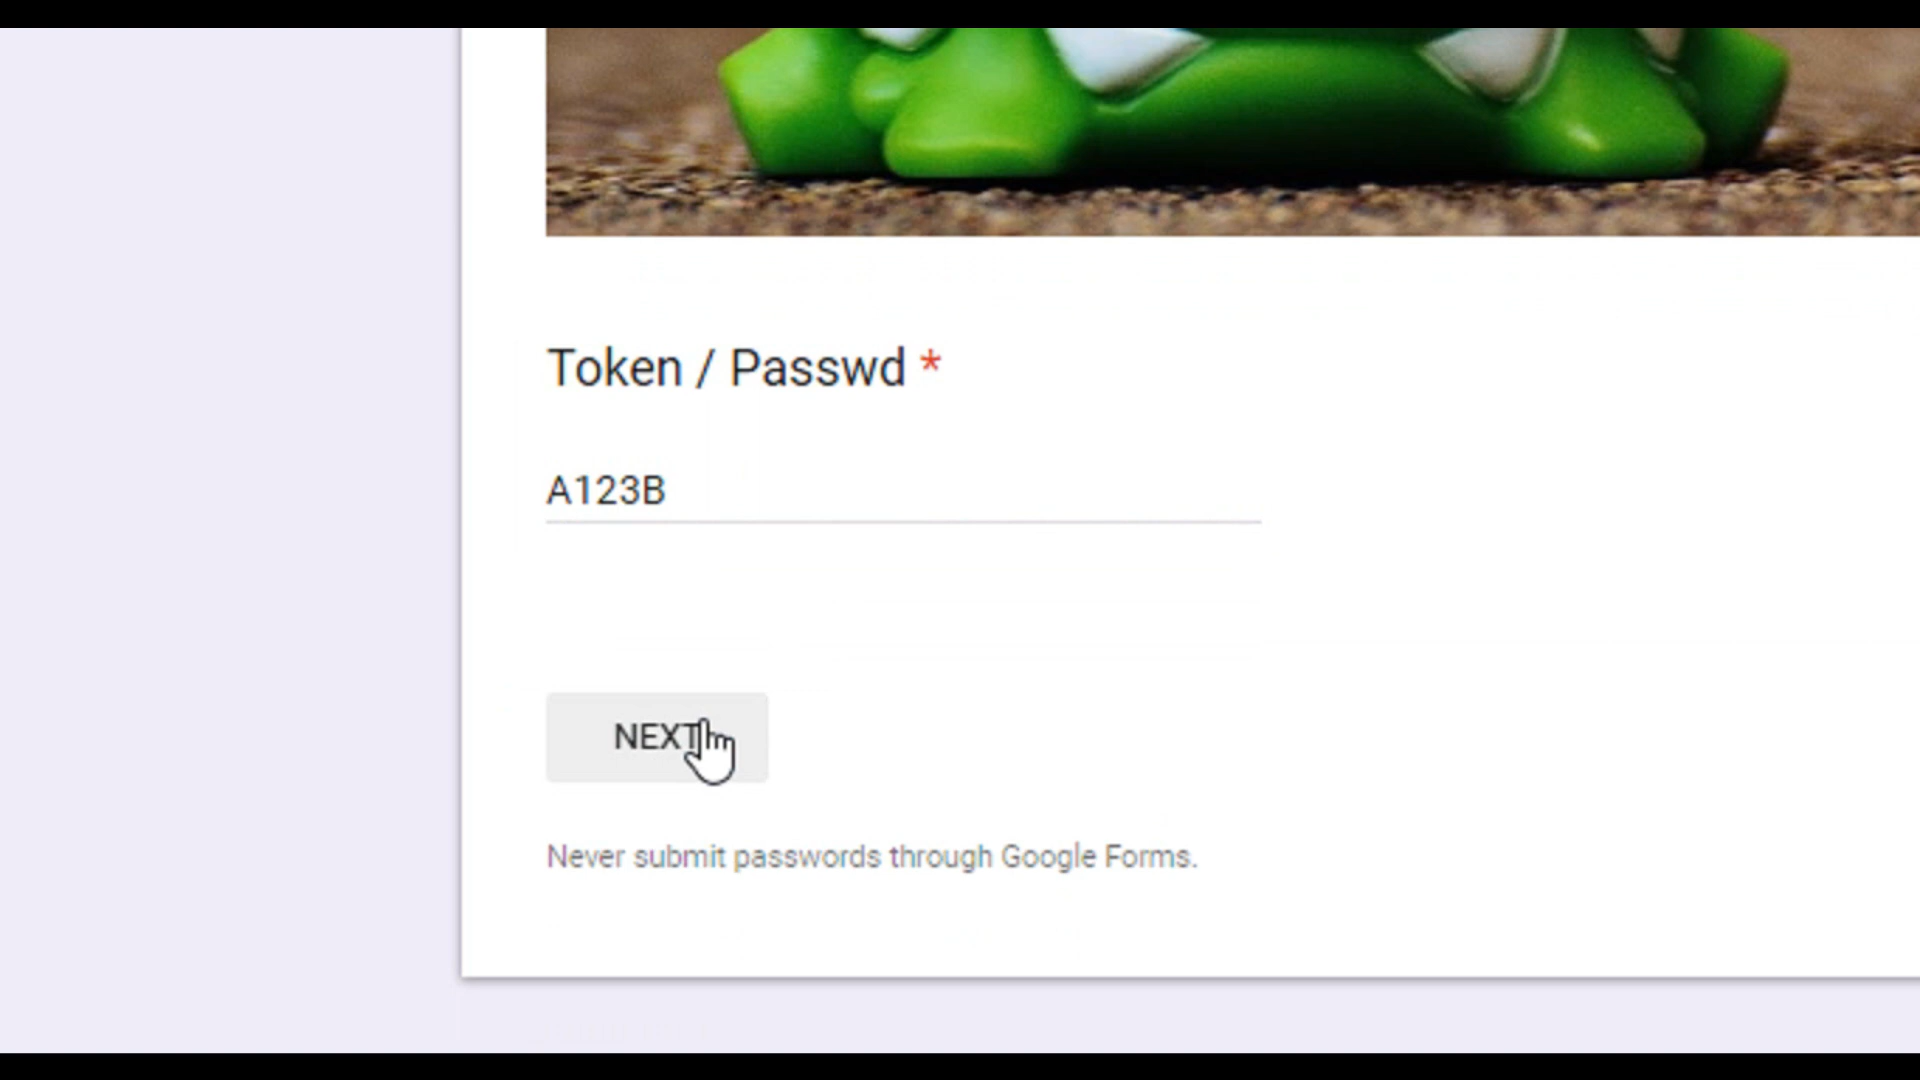 Token / Passwd *
A123B
NEXT
Never submit passwords through Google Forms.